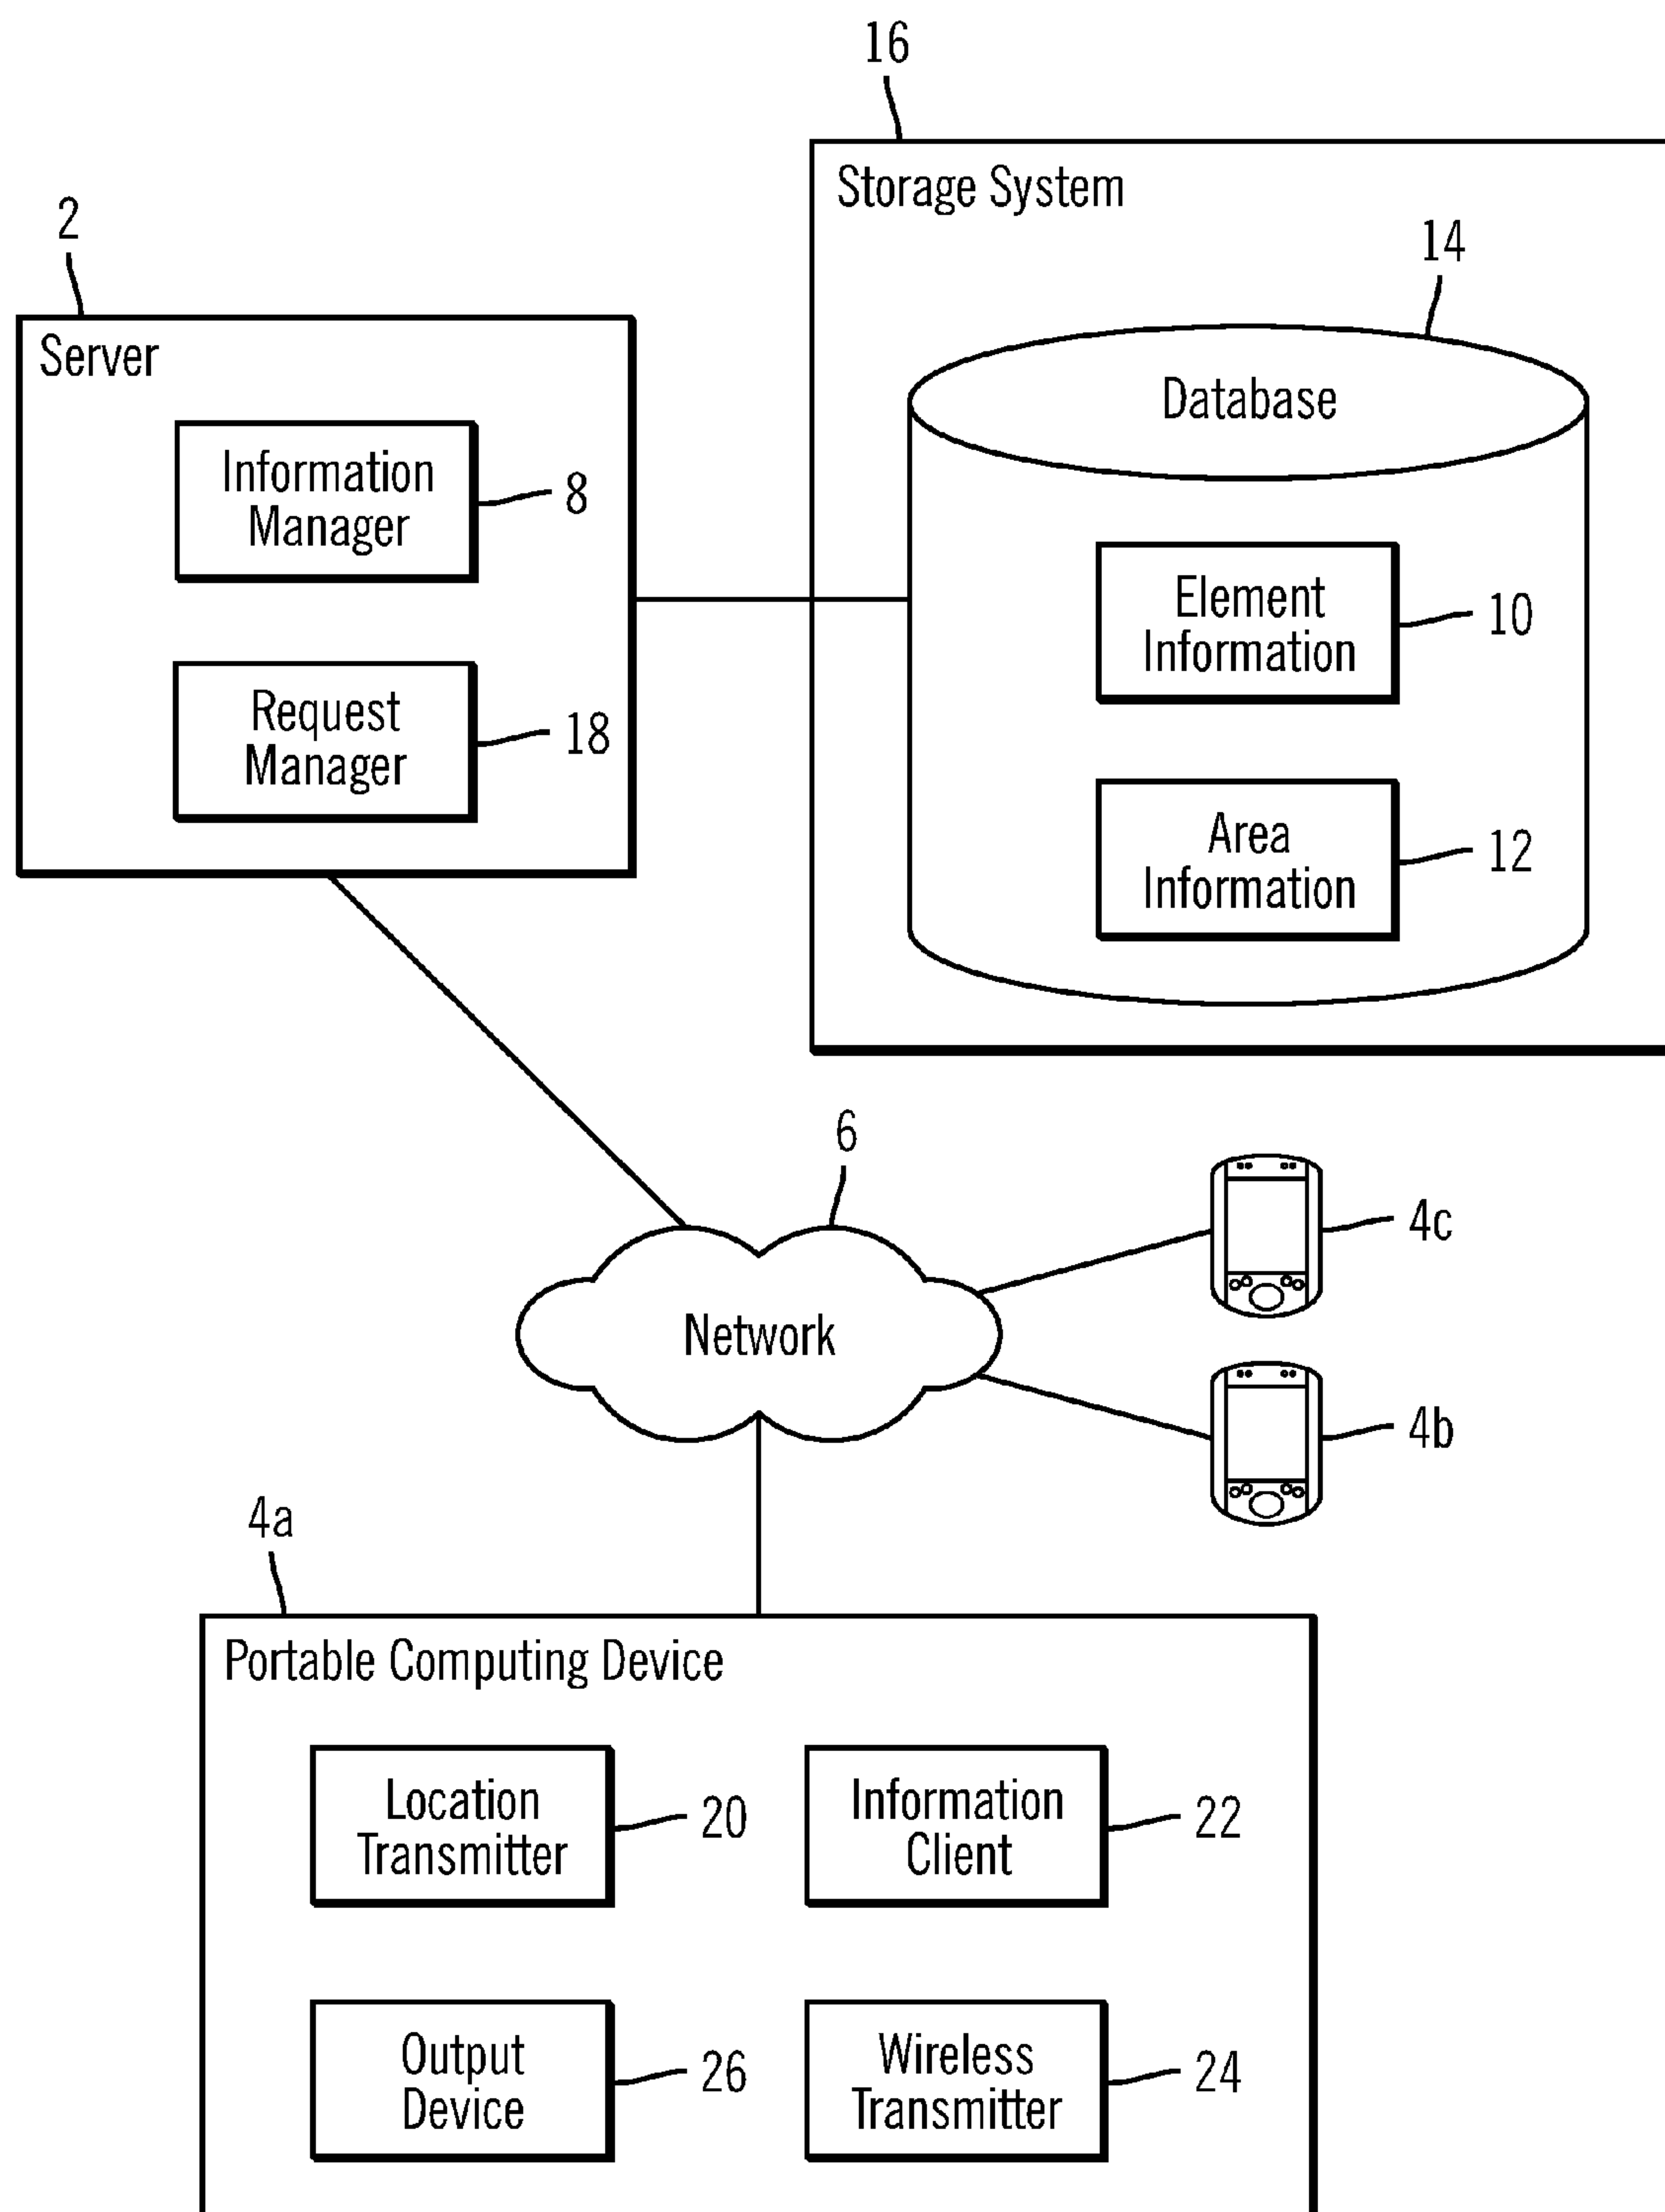 16
Storage System
2
14
Server
Database
Information
Manager
8
Element
Information
10
Request
Manager
18
Area
Information
12
6
4c
Network
4b
4a
Portable Computing Device
Location
Transmitter
20
Information
Client
22
Output
Device
26
Wireless
Transmitter
24